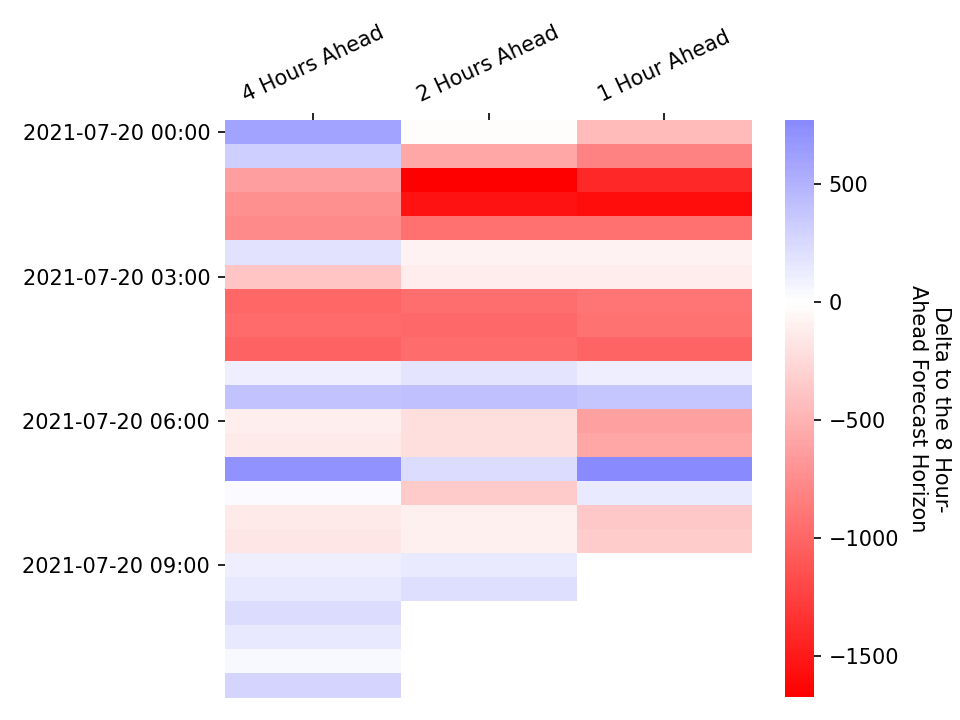 4 Hours Ahead
2 Hours Ahead
1 Hour Ahead
2021-07-20 00:00
2021-07-20 03:00
2021-07-20 06:00
2021-07-20 09:00
500
0
−500
−1000
−1500
Delta to the 8 Hour-
Ahead Forecast Horizon